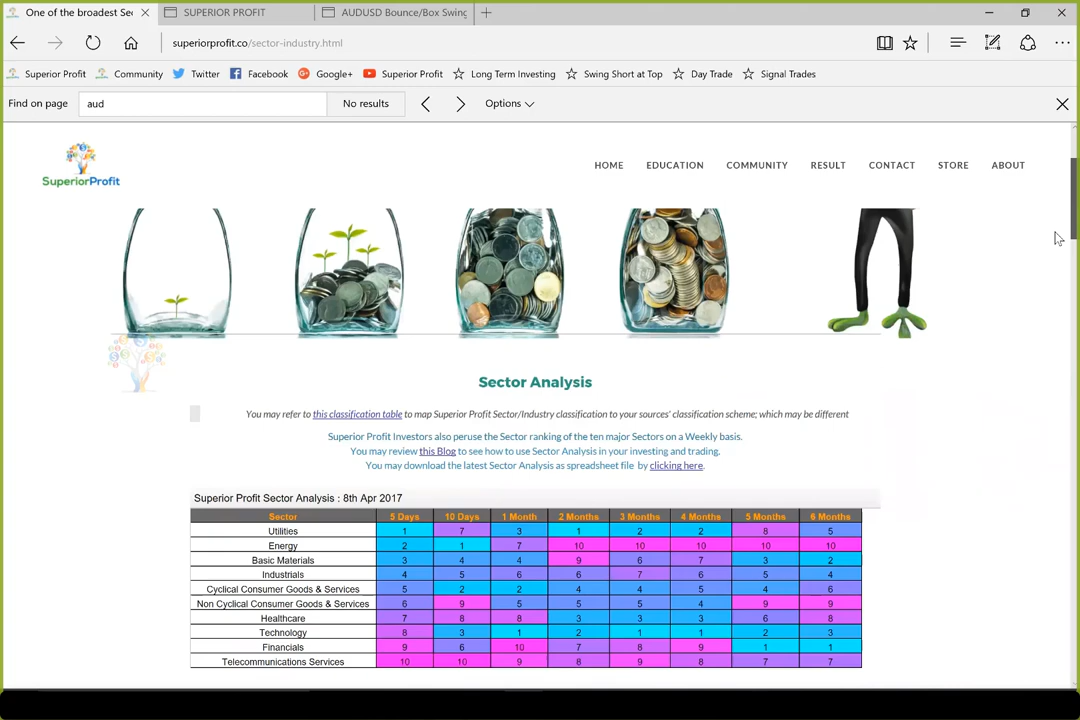 One of the broadest Sec
SUPERIOR PROFIT
AUDUSD Bounce/Box Swing
superiorprofit.co/sector-industry.html
Superior Profit Community Twitter Facebook Google+ Superior Profit Long Term Investing Swing Short at Top Day Trade Signal Trades
Find on page aud No results Options
SuperiorProfit
HOME EDUCATION COMMUNITY RESULT CONTACT STORE ABOUT
Sector Analysis
You may refer to this classification table to map Superior Profit Sector/Industry classification to your sources' classification scheme; which may be different
Superior Profit Investors also peruse the Sector ranking of the ten major Sectors on a Weekly basis.
You may review this Blog to see how to use Sector Analysis in your investing and trading.
You may download the latest Sector Analysis as spreadsheet file by clicking here.
Superior Profit Sector Analysis : 8th Apr 2017
Sector 5 Days 10 Days 1 Month 2 Months 3 Months 4 Months 5 Months 6 Months
Utilities 1 7 3 1 2 2 8 5
Energy 2 1 7 10 10 10 10 10
Basic Materials 3 4 4 9 6 7 3 2
Industrials 4 5 6 6 7 6 5 4
Cyclical Consumer Goods & Services 5 2 2 4 4 5 4 6
Non Cyclical Consumer Goods & Services 6 9 5 5 5 4 9 9
Healthcare 7 8 8 3 3 3 6 8
Technology 8 3 1 2 1 1 2 3
Financials 9 6 10 7 8 9 1 1
Telecommunications Services 10 10 9 8 9 8 7 7